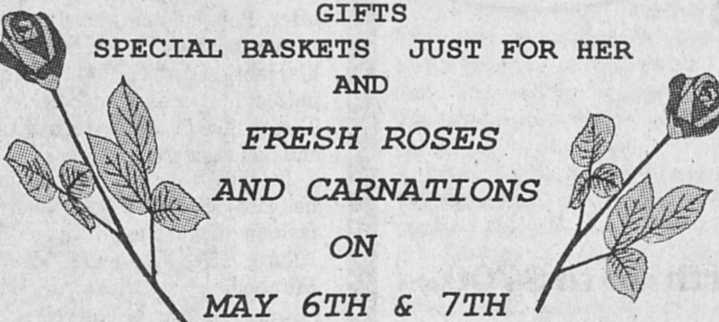 GIFTS
SPECIAL BASKETS JUST FOR HER
AND
FRESH ROSES
AND CARNATIONS
ON
MAY 6TH & 7TH